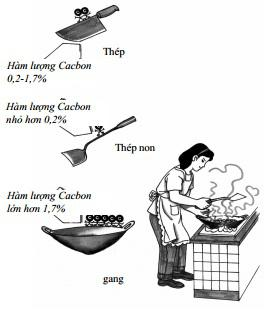 Thép
Hàm lượng Cacbon
0,2-1,7%
Hàm lượng Cacbon
nhỏ hơn 0,2%
Thép non
Hàm lượng Cacbon
lớn hơn 1,7%
gang